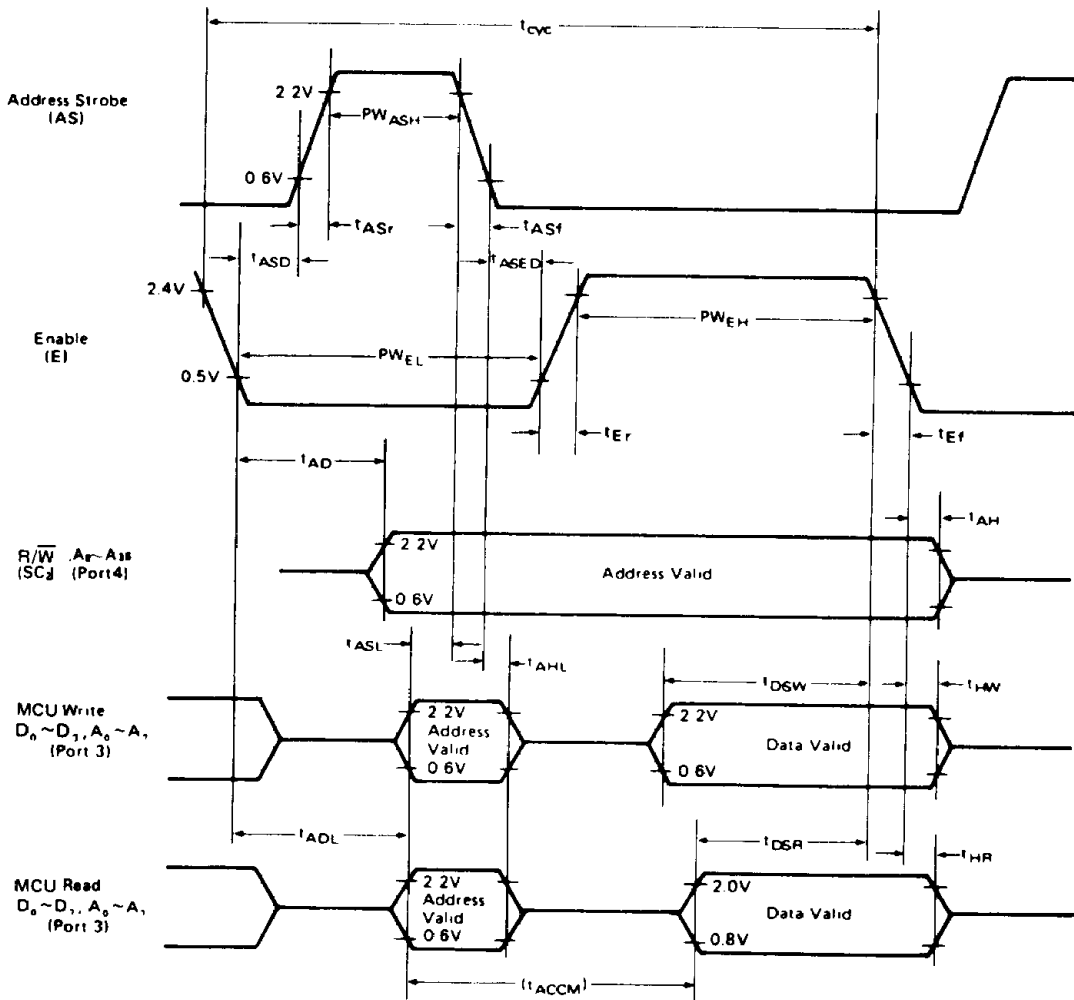 tcyc
Address Strobe
(AS)
2 2V
PWASH
0 6V
tASr
tASf
tASD
tASED
2.4V
Enable
(E)
PWEH
PWEL
0.5V
tEr
tEf
tAD
tAH
R/W̅ A8~A15
(SC2) (Port4)
2 2V
Address Valid
0 6V
tASL
tAHL
tDSW
tHW
MCU Write
D0~D7, A0~A7
(Port 3)
2 2V
Address
Valid
0 6V
2 2V
Data Valid
0 6V
tADL
tDSR
tHR
MCU Read
D0~D7, A0~A7
(Port 3)
2 2V
Address
Valid
0 6V
2.0V
Data Valid
0.8V
(tACCM)